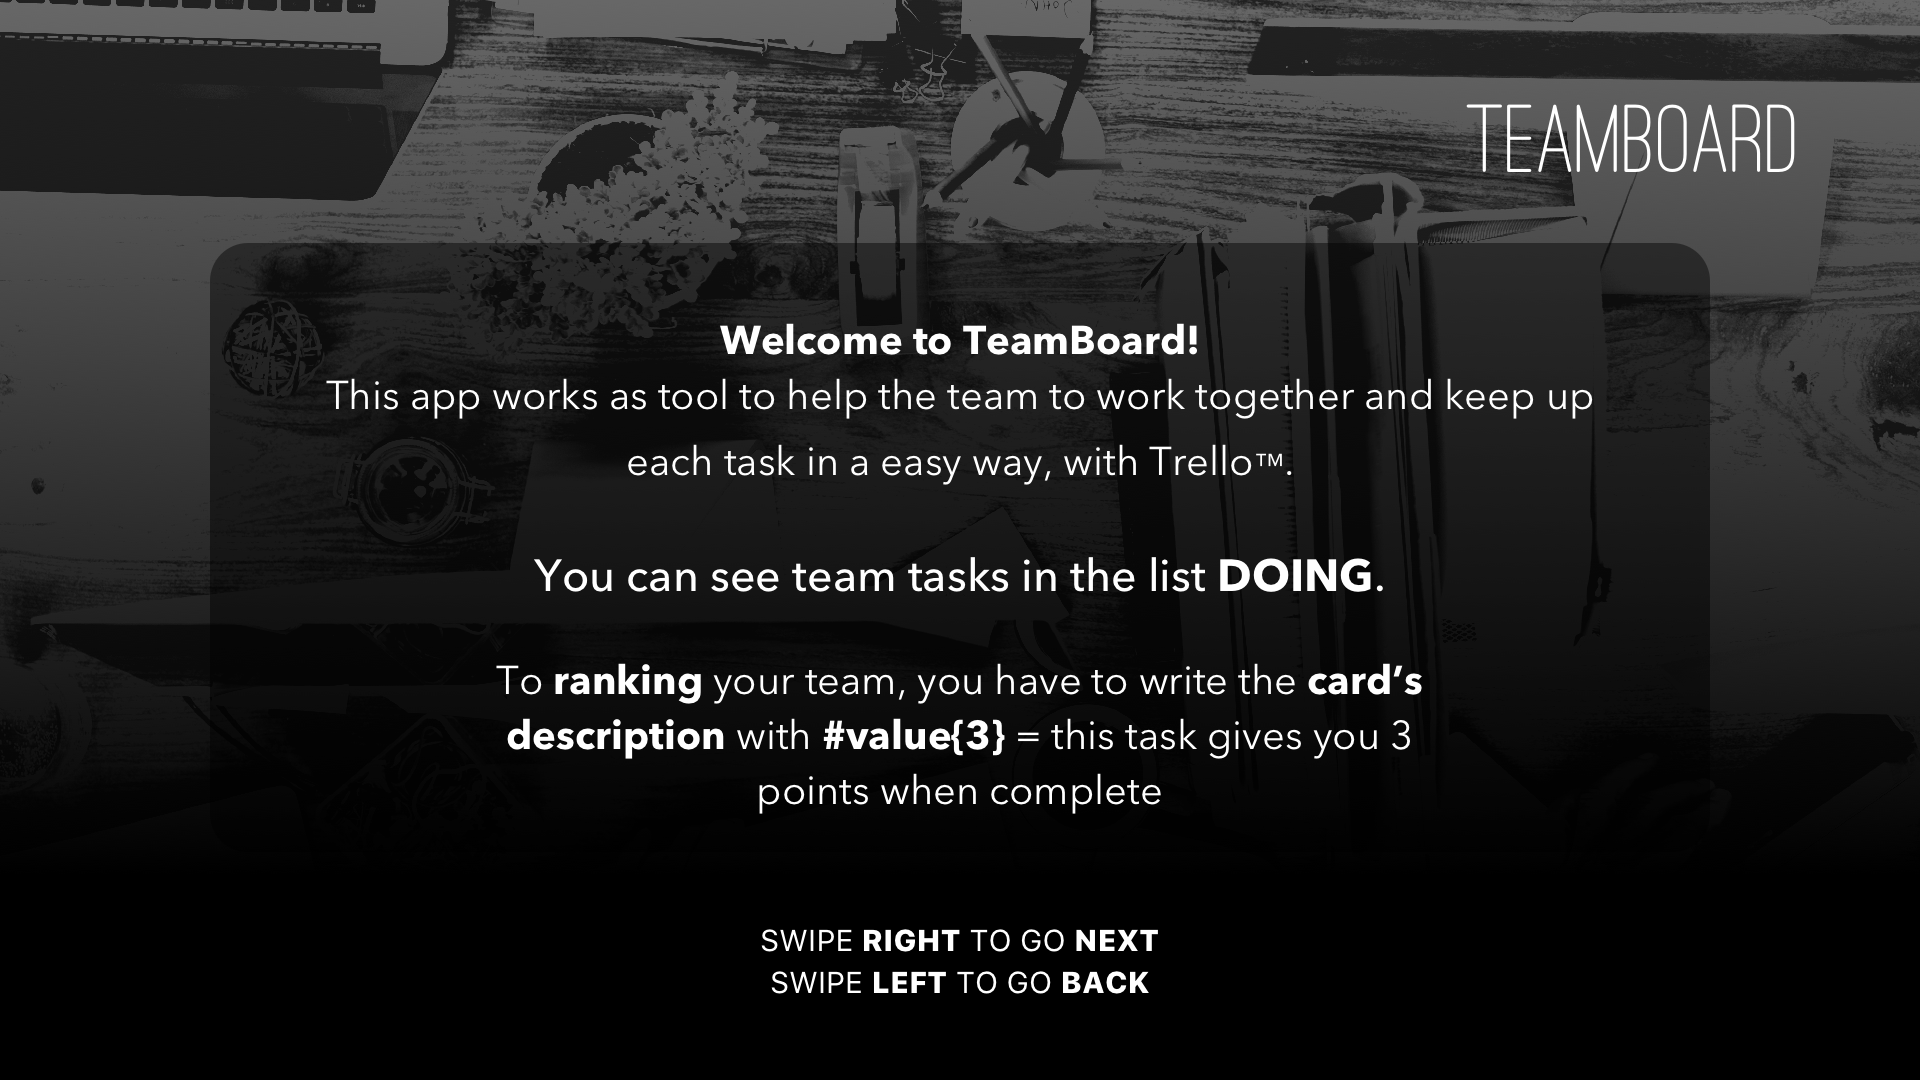 TEAMBOARD
Welcome to TeamBoard!
This app works as tool to help the team to work together and keep up
each task in a easy way, with Trello™.
You can see team tasks in the list DOING.
To ranking your team, you have to write the card’s
description with #value{3} = this task gives you 3
points when complete
SWIPE RIGHT TO GO NEXT
SWIPE LEFT TO GO BACK